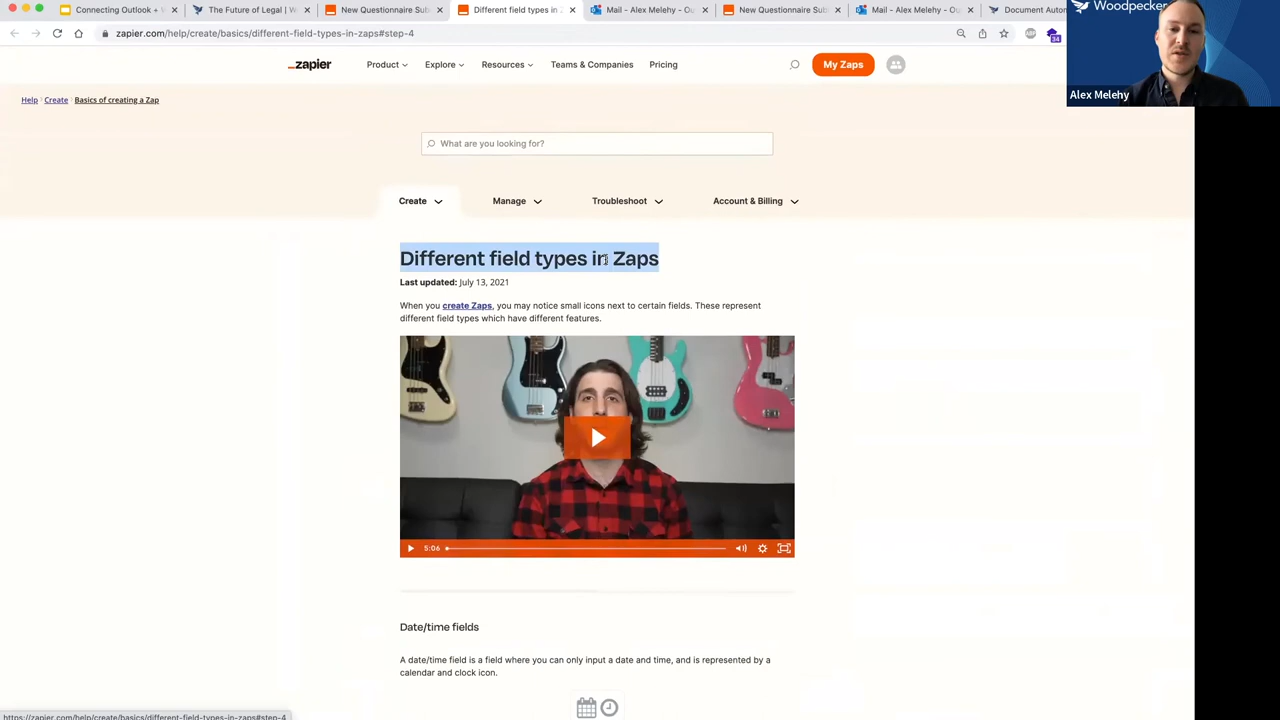 Connecting Outlook +
The Future of Legal | W
New Questionnaire Sub
Different field types in Z
Mail - Alex Melehy - Ou
New Questionnaire Sub
Mail - Alex Melehy - Ou
Document Auton
Woodpecker
zapier.com/help/create/basics/different-field-types-in-zaps#step-4
34
_zapier
Product
Explore
Resources
Teams & Companies
Pricing
My Zaps
Alex Melehy
Help
Create
Basics of creating a Zap
What are you looking for?
Create
Manage
Troubleshoot
Account & Billing
Different field types in Zaps
Last updated: July 13, 2021
When you create Zaps, you may notice small icons next to certain fields. These represent
different field types which have different features.
5:06
Date/time fields
A date/time field is a field where you can only input a date and time, and is represented by a
calendar and clock icon.
https://zapier.com/help/create/basics/different-field-types-in-zaps#step-4